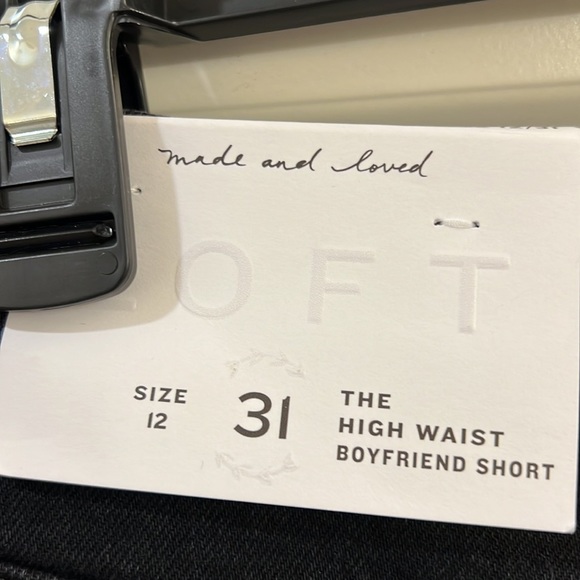 made and loved
OFT
SIZE
12
31
THE
HIGH WAIST
BOYFRIEND SHORT